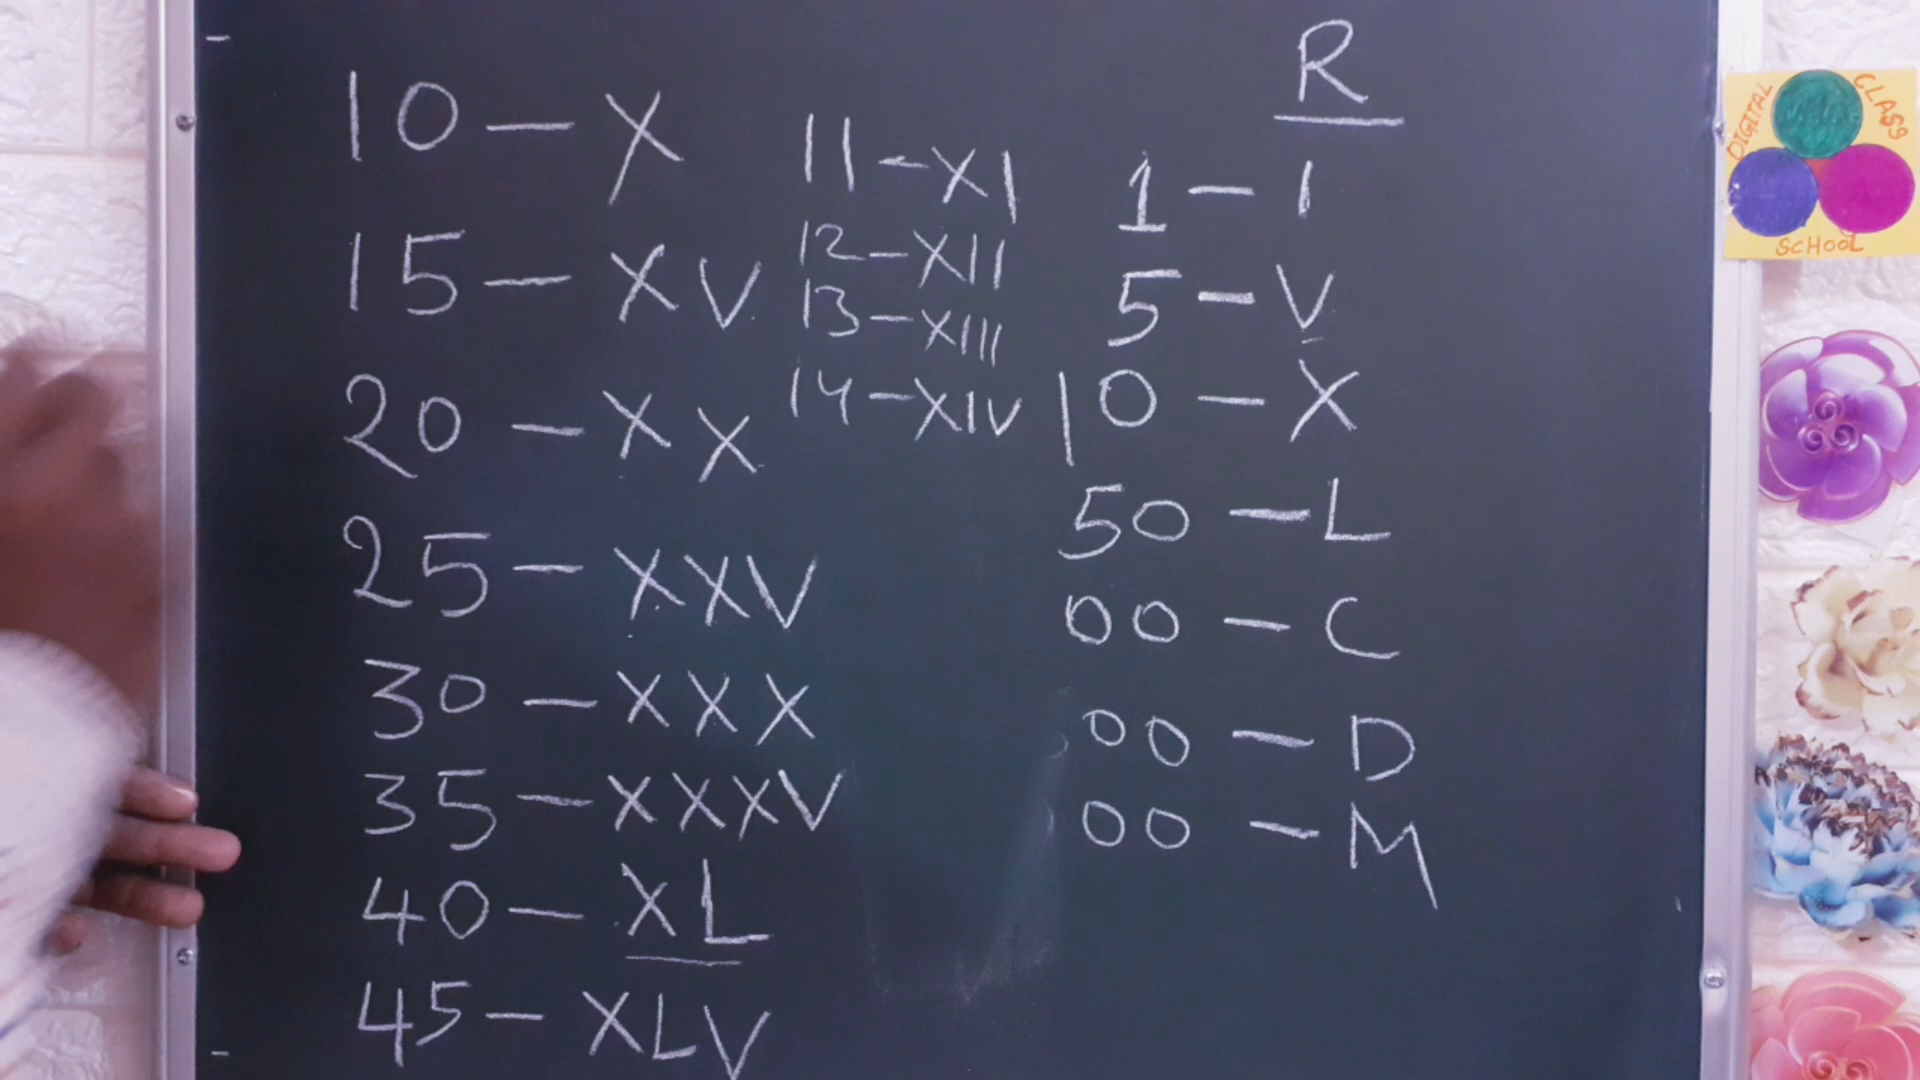 10 — X
15 — XV
20 — XX
25 — XXV
30 — XXX
35 — XXXV
40 — XL
45 — XLV
11 — XI
12 — XII
13 — XIII
14 — XIV
R
1 — I
5 — V
10 — X
50 — L
00 — C
00 — D
00 — M
DIGITAL CLASS
SCHOOL